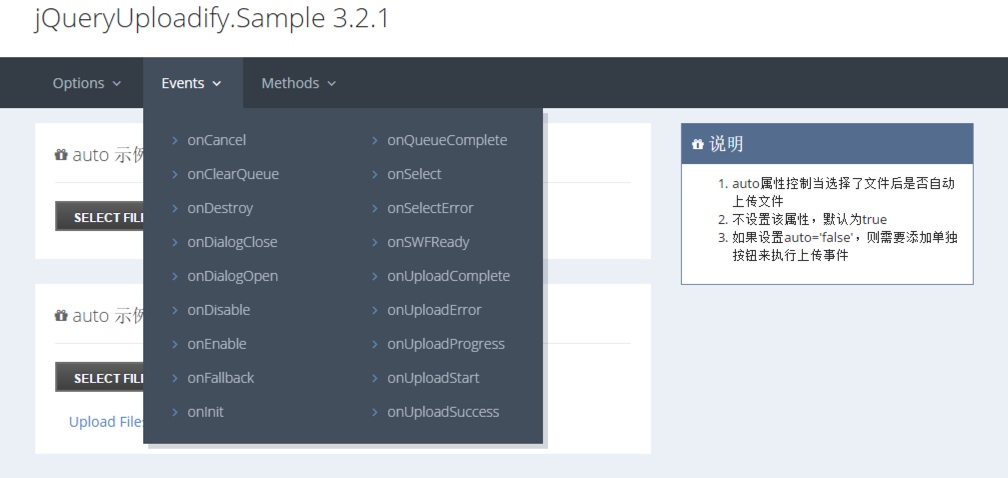 jQueryUploadify.Sample 3.2.1
Options
Events
Methods
onCancel
onClearQueue
onDestroy
onDialogClose
onDialogOpen
onDisable
onEnable
onFallback
onInit
onQueueComplete
onSelect
onSelectError
onSWFReady
onUploadComplete
onUploadError
onUploadProgress
onUploadStart
onUploadSuccess
auto 示例
SELECT FIL
auto 示例
SELECT FIL
Upload Files
说明
1. auto属性控制当选择了文件后是否自动
上传文件
2. 不设置该属性，默认为true
3. 如果设置auto='false'，则需要添加单独
按钮来执行上传事件